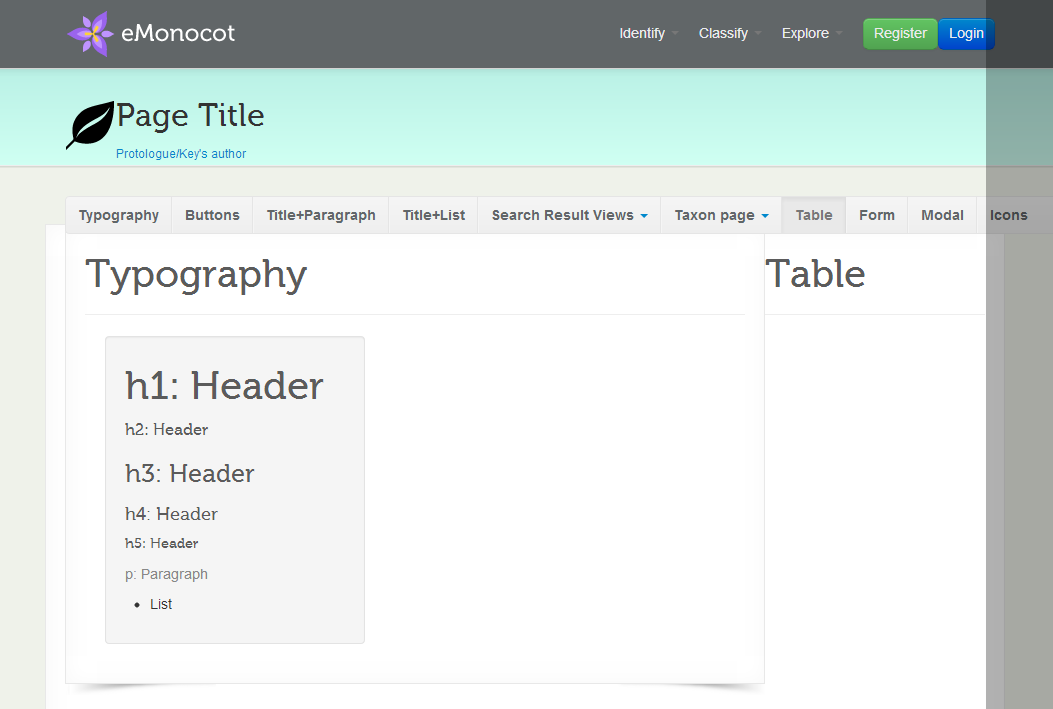 eMonocot
Identify Classify Explore Register Login
Page Title
Protologue/Key's author
Typography Buttons Title+Paragraph Title+List Search Result Views Taxon page Table Form Modal Icons
Typography Table
h1: Header
h2: Header
h3: Header
h4: Header
h5: Header
p: Paragraph
• List